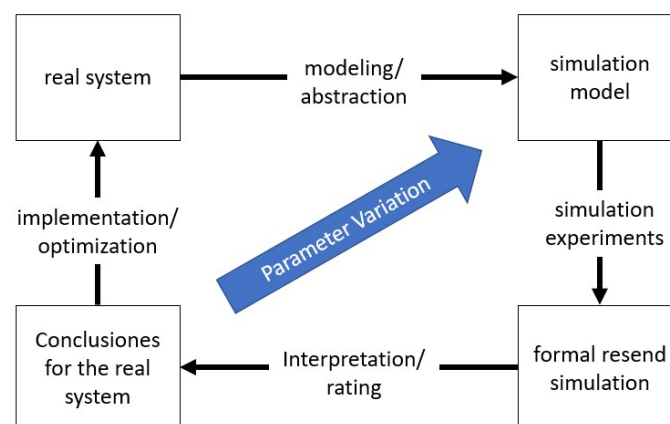 real system
modeling/
abstraction
simulation
model
Parameter Variation
implementation/
optimization
simulation
experiments
Conclusiones
for the real
system
Interpretation/
rating
formal resend
simulation